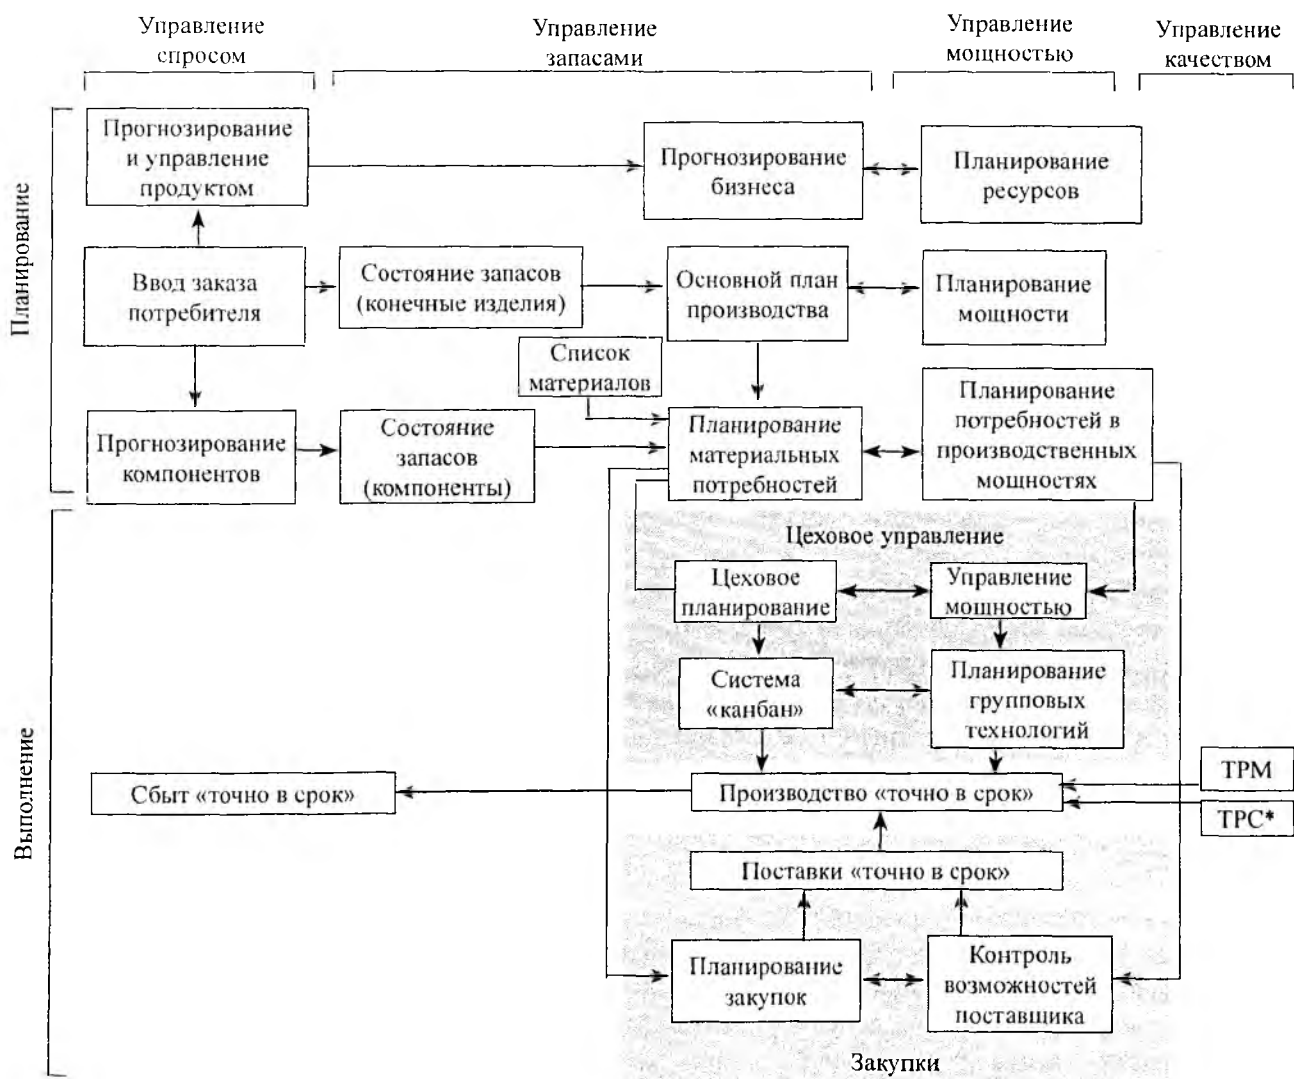 Управление
спросом
Управление
запасами
Управление
мощностью
Управление
качеством
Планирование
Прогнозирование
и управление
продуктом
Прогнозирование
бизнеса
Планирование
ресурсов
Ввод заказа
потребителя
Состояние запасов
(конечные изделия)
Основной план
производства
Планирование
мощности
Список
материалов
Прогнозирование
компонентов
Состояние
запасов
(компоненты)
Планирование
материальных
потребностей
Планирование
потребностей в
производственных
мощностях
Выполнение
Цеховое управление
Цеховое
планирование
Управление
мощностью
Система
«канбан»
Планирование
групповых
технологий
Сбыт «точно в срок»
Производство «точно в срок»
ТРМ
ТРС*
Поставки «точно в срок»
Планирование
закупок
Контроль
возможностей
поставщика
Закупки